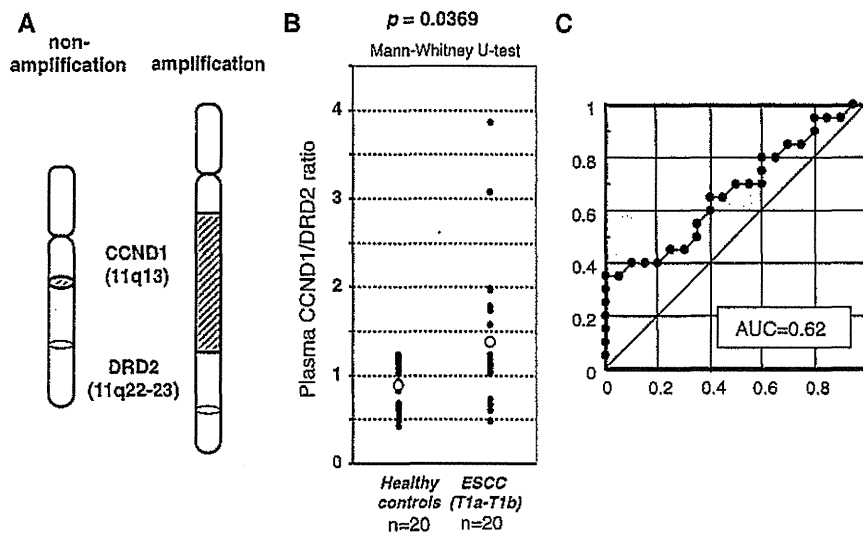 A
non-
amplification
amplification
CCND1
(11q13)
DRD2
(11q22-23)
B
p = 0.0369
Mann-Whitney U-test
Plasma CCND1/DRD2 ratio
4
3
2
1
0
Healthy
controls
n=20
ESCC
(T1a-T1b)
n=20
C
1
0.8
0.6
0.4
0.2
0
AUC=0.62
0
0.2
0.4
0.6
0.8